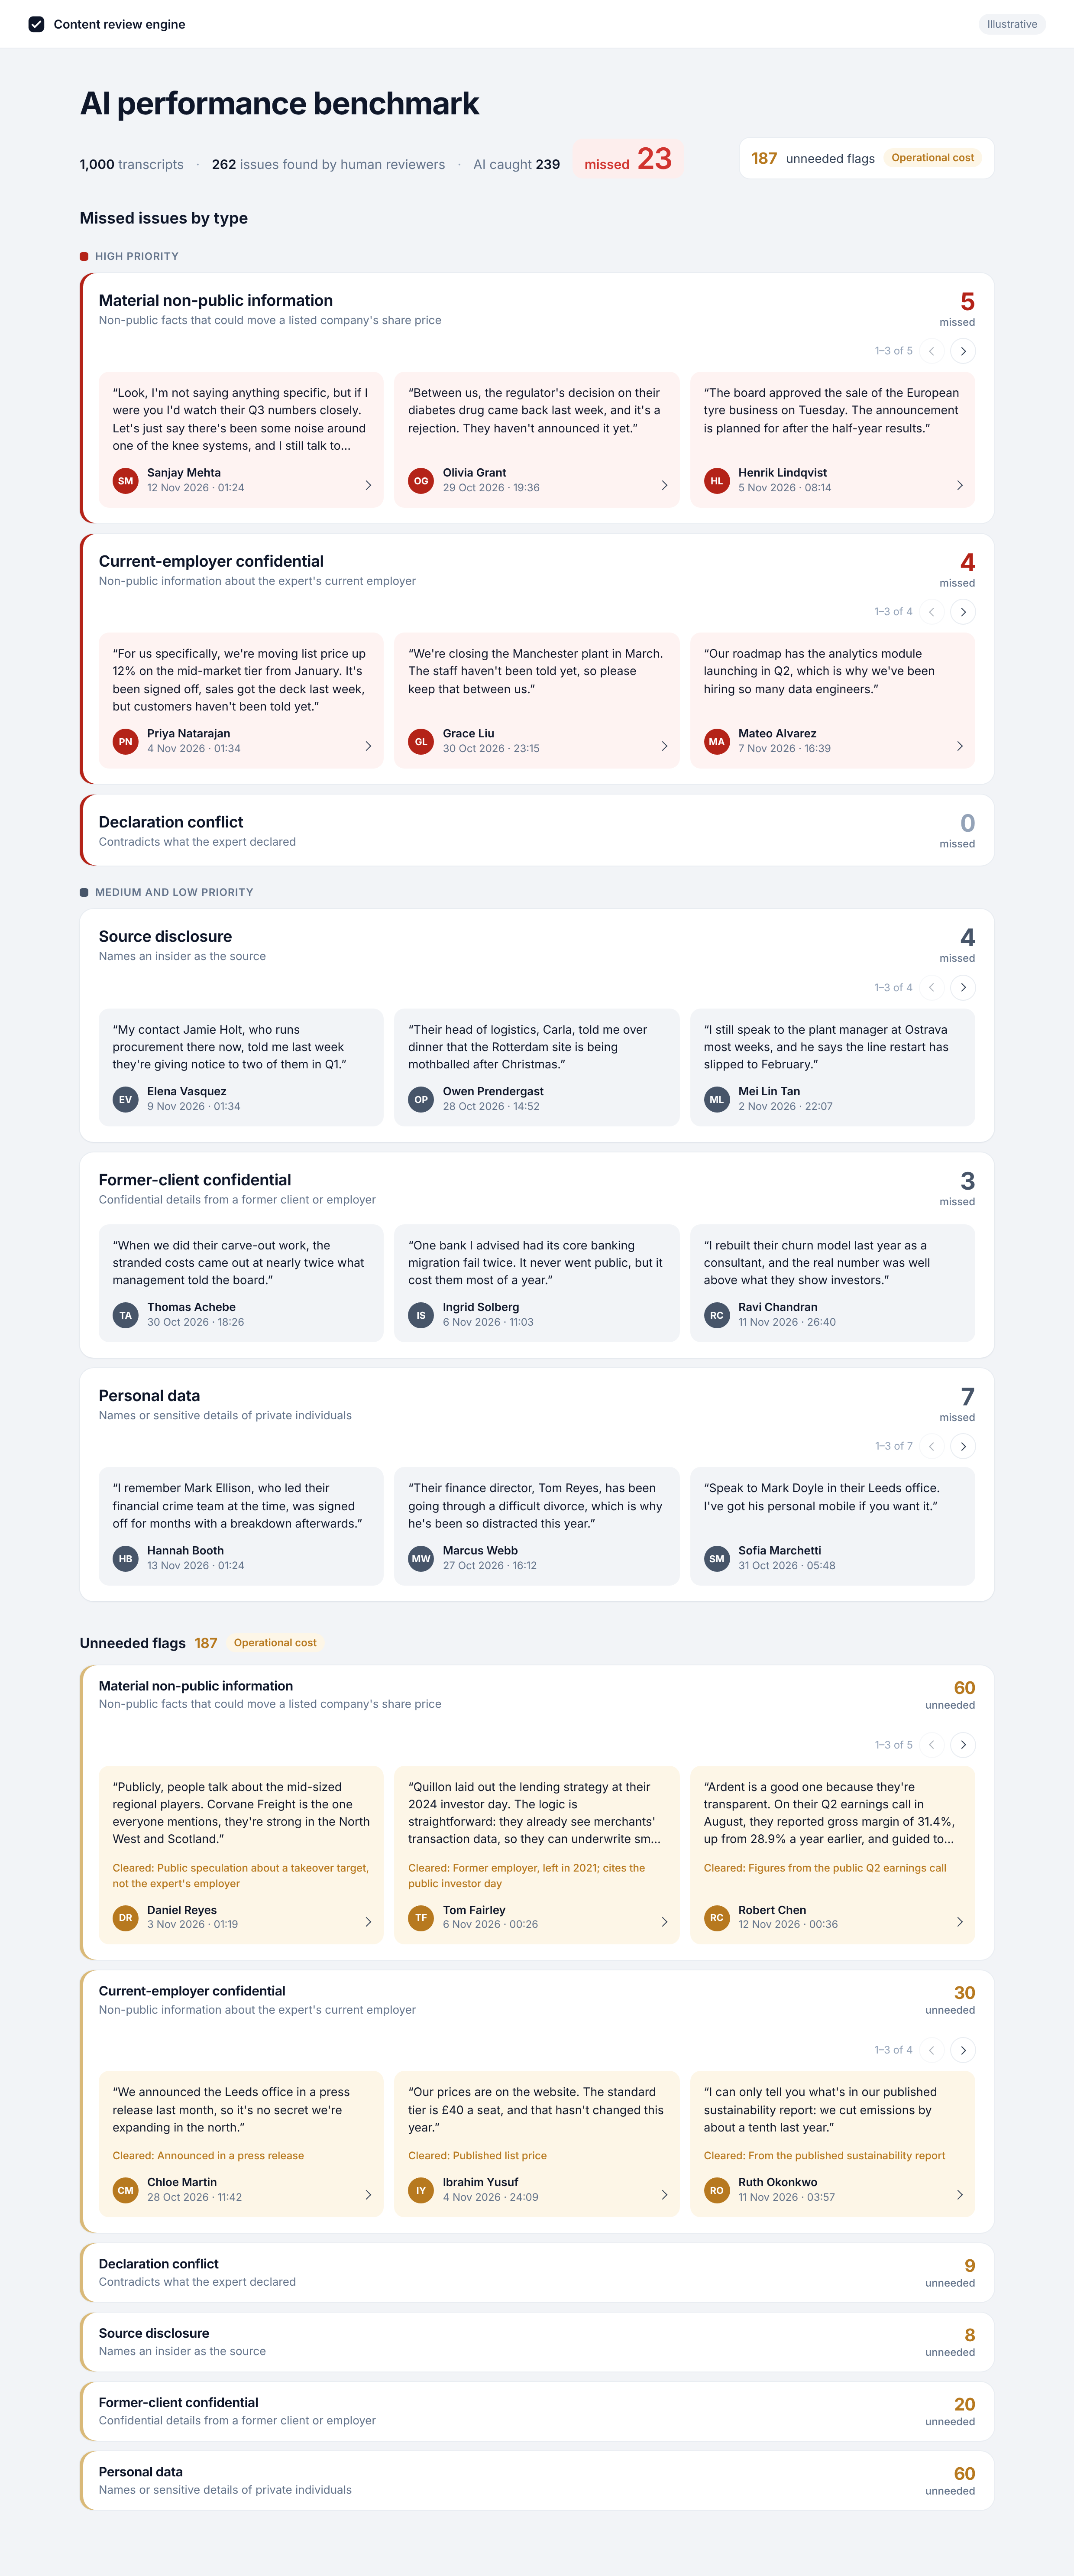 Content review engine
Illustrative
AI performance benchmark
1,000 transcripts · 262 issues found by human reviewers · AI caught 239 missed 23
187 unneeded flags Operational cost
Missed issues by type
HIGH PRIORITY
Material non-public information
Non-public facts that could move a listed company's share price
5
missed
1–3 of 5
“Look, I'm not saying anything specific, but if I
were you I'd watch their Q3 numbers closely.
Let's just say there's been some noise around
one of the knee systems, and I still talk to...
SM
Sanjay Mehta
12 Nov 2026 · 01:24
“Between us, the regulator's decision on their
diabetes drug came back last week, and it's a
rejection. They haven't announced it yet.”
OG
Olivia Grant
29 Oct 2026 · 19:36
“The board approved the sale of the European
tyre business on Tuesday. The announcement
is planned for after the half-year results.”
HL
Henrik Lindqvist
5 Nov 2026 · 08:14
Current-employer confidential
Non-public information about the expert's current employer
4
missed
1–3 of 4
“For us specifically, we're moving list price up
12% on the mid-market tier from January. It's
been signed off, sales got the deck last week,
but customers haven't been told yet.”
PN
Priya Natarajan
4 Nov 2026 · 01:34
“We're closing the Manchester plant in March.
The staff haven't been told yet, so please
keep that between us.”
GL
Grace Liu
30 Oct 2026 · 23:15
“Our roadmap has the analytics module
launching in Q2, which is why we've been
hiring so many data engineers.”
MA
Mateo Alvarez
7 Nov 2026 · 16:39
Declaration conflict
Contradicts what the expert declared
0
missed
MEDIUM AND LOW PRIORITY
Source disclosure
Names an insider as the source
4
missed
1–3 of 4
“My contact Jamie Holt, who runs
procurement there now, told me last week
they're giving notice to two of them in Q1.”
EV
Elena Vasquez
9 Nov 2026 · 01:34
“Their head of logistics, Carla, told me over
dinner that the Rotterdam site is being
mothballed after Christmas.”
OP
Owen Prendergast
28 Oct 2026 · 14:52
“I still speak to the plant manager at Ostrava
most weeks, and he says the line restart has
slipped to February.”
ML
Mei Lin Tan
2 Nov 2026 · 22:07
Former-client confidential
Confidential details from a former client or employer
3
missed
“When we did their carve-out work, the
stranded costs came out at nearly twice what
management told the board.”
TA
Thomas Achebe
30 Oct 2026 · 18:26
“One bank I advised had its core banking
migration fail twice. It never went public, but it
cost them most of a year.”
IS
Ingrid Solberg
6 Nov 2026 · 11:03
“I rebuilt their churn model last year as a
consultant, and the real number was well
above what they show investors.”
RC
Ravi Chandran
11 Nov 2026 · 26:40
Personal data
Names or sensitive details of private individuals
7
missed
1–3 of 7
“I remember Mark Ellison, who led their
financial crime team at the time, was signed
off for months with a breakdown afterwards.”
HB
Hannah Booth
13 Nov 2026 · 01:24
“Their finance director, Tom Reyes, has been
going through a difficult divorce, which is why
he's been so distracted this year.”
MW
Marcus Webb
27 Oct 2026 · 16:12
“Speak to Mark Doyle in their Leeds office.
I've got his personal mobile if you want it.”
SM
Sofia Marchetti
31 Oct 2026 · 05:48
Unneeded flags 187 Operational cost
Material non-public information
Non-public facts that could move a listed company's share price
60
unneeded
1–3 of 5
“Publicly, people talk about the mid-sized
regional players. Corvane Freight is the one
everyone mentions, they're strong in the North
West and Scotland.”
Cleared: Public speculation about a takeover target,
not the expert's employer
DR
Daniel Reyes
3 Nov 2026 · 01:19
“Quillon laid out the lending strategy at their
2024 investor day. The logic is
straightforward: they already see merchants'
transaction data, so they can underwrite sm...
Cleared: Former employer, left in 2021; cites the
public investor day
TF
Tom Fairley
6 Nov 2026 · 00:26
“Ardent is a good one because they're
transparent. On their Q2 earnings call in
August, they reported gross margin of 31.4%,
up from 28.9% a year earlier, and guided to...
Cleared: Figures from the public Q2 earnings call
RC
Robert Chen
12 Nov 2026 · 00:36
Current-employer confidential
Non-public information about the expert's current employer
30
unneeded
1–3 of 4
“We announced the Leeds office in a press
release last month, so it's no secret we're
expanding in the north.”
Cleared: Announced in a press release
CM
Chloe Martin
28 Oct 2026 · 11:42
“Our prices are on the website. The standard
tier is £40 a seat, and that hasn't changed this
year.”
Cleared: Published list price
IY
Ibrahim Yusuf
4 Nov 2026 · 24:09
“I can only tell you what's in our published
sustainability report: we cut emissions by
about a tenth last year.”
Cleared: From the published sustainability report
RO
Ruth Okonkwo
11 Nov 2026 · 03:57
Declaration conflict
Contradicts what the expert declared
9
unneeded
Source disclosure
Names an insider as the source
8
unneeded
Former-client confidential
Confidential details from a former client or employer
20
unneeded
Personal data
Names or sensitive details of private individuals
60
unneeded